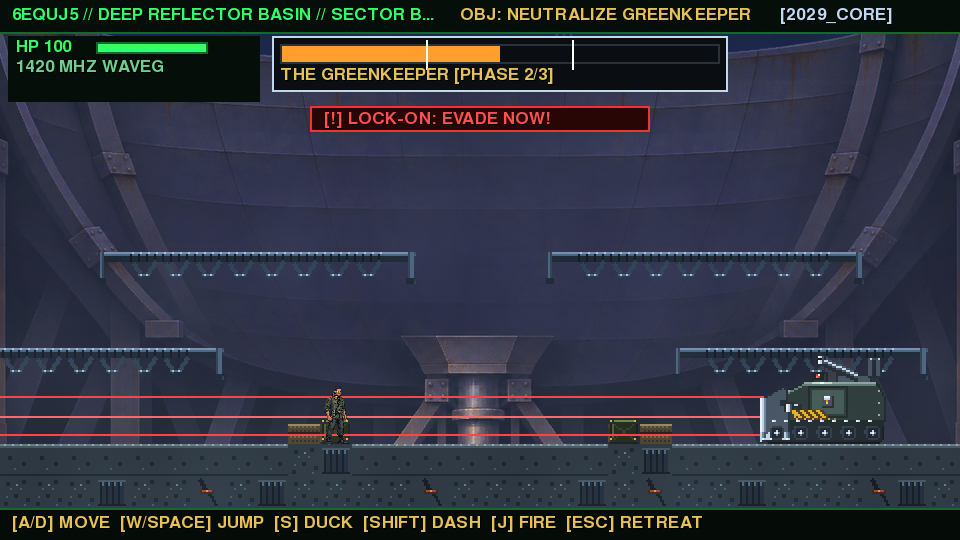 6EQUJ5 // DEEP REFLECTOR BASIN // SECTOR B... OBJ: NEUTRALIZE GREENKEEPER [2029_CORE]
HP 100
1420 MHZ WAVEG
THE GREENKEEPER [PHASE 2/3]
[!] LOCK-ON: EVADE NOW!
[A/D] MOVE [W/SPACE] JUMP [S] DUCK [SHIFT] DASH [J] FIRE [ESC] RETREAT